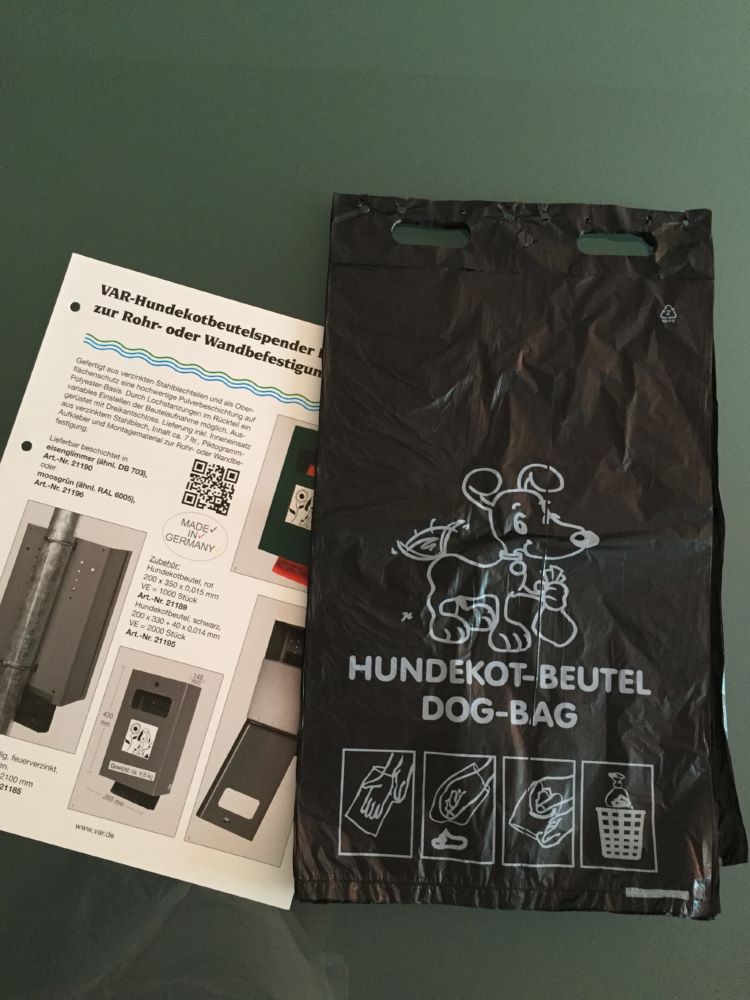 VAR-Hundekotbeutelspender
zur Rohr- oder Wandbefestigun
Gefertigt aus verzinkten Stahlblechteilen und als Ober-
flächenschutz eine hochwertige Pulverbeschichtung auf
Polyester-Basis. Durch Lochstanzungen im Rückteil ein
variables Einstellen der Beutelaufnahme möglich. Aus-
gerüstet mit Dreikantschloss. Lieferung inkl. Inneneinsatz
aus verzinktem Stahlblech, Inhalt ca. 7 ltr., Piktogramm-
Aufkleber und Montagematerial zur Rohr- oder Wandbe-
festigung.
Lieferbar beschichtet in
eisenglimmer (ähnl. DB 703),
Art.-Nr. 21190
oder
moosgrün (ähnl. RAL 6005),
Art.-Nr. 21196
MADE
IN
GERMANY
Zubehör:
Hundekotbeutel, rot
200 x 350 x 0,015 mm
VE = 1000 Stück
Art.-Nr. 21189
Hundekotbeutel, schwarz,
200 x 330 + 40 x 0,014 mm
VE = 2000 Stück
Art.-Nr. 21195
148
mm
430
mm
Gewicht: ca. 4,6 kg
265 mm
lig, feuerverzinkt,
en.
2100 mm
21185
www.var.de
2
HUNDEKOT-BEUTEL
DOG-BAG